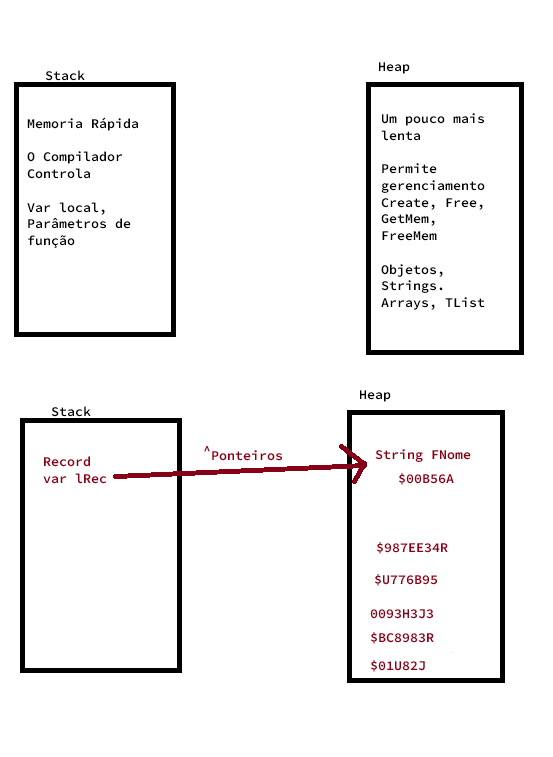 Stack
Memoria Rápida
O Compilador
Controla
Var local,
Parâmetros de
função
Heap
Um pouco mais
lenta
Permite
gerenciamento
Create, Free,
GetMem,
FreeMem
Objetos,
Strings.
Arrays, TList
Stack
Record
var lRec
^Ponteiros
Heap
String FNome
$00B56A
$987EE34R
$U776B95
0093H3J3
$BC8983R
$01U82J